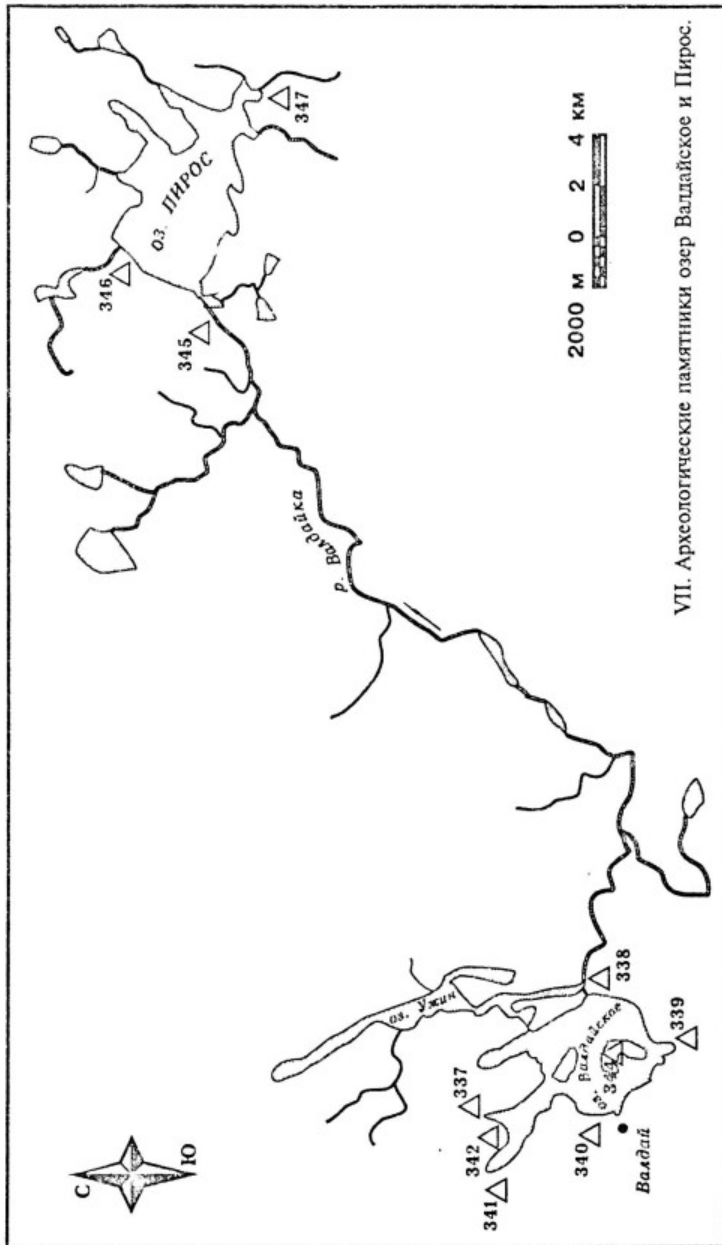 С
Ю
оз. Ужин
337
342
341
338
оз. Валдайское
340
339
Валдай
р. Валдайка
345
346
оз. ПИРОС
347
2000 м 0 2 4 км
VII. Археологические памятники озер Валдайское и Пирос.